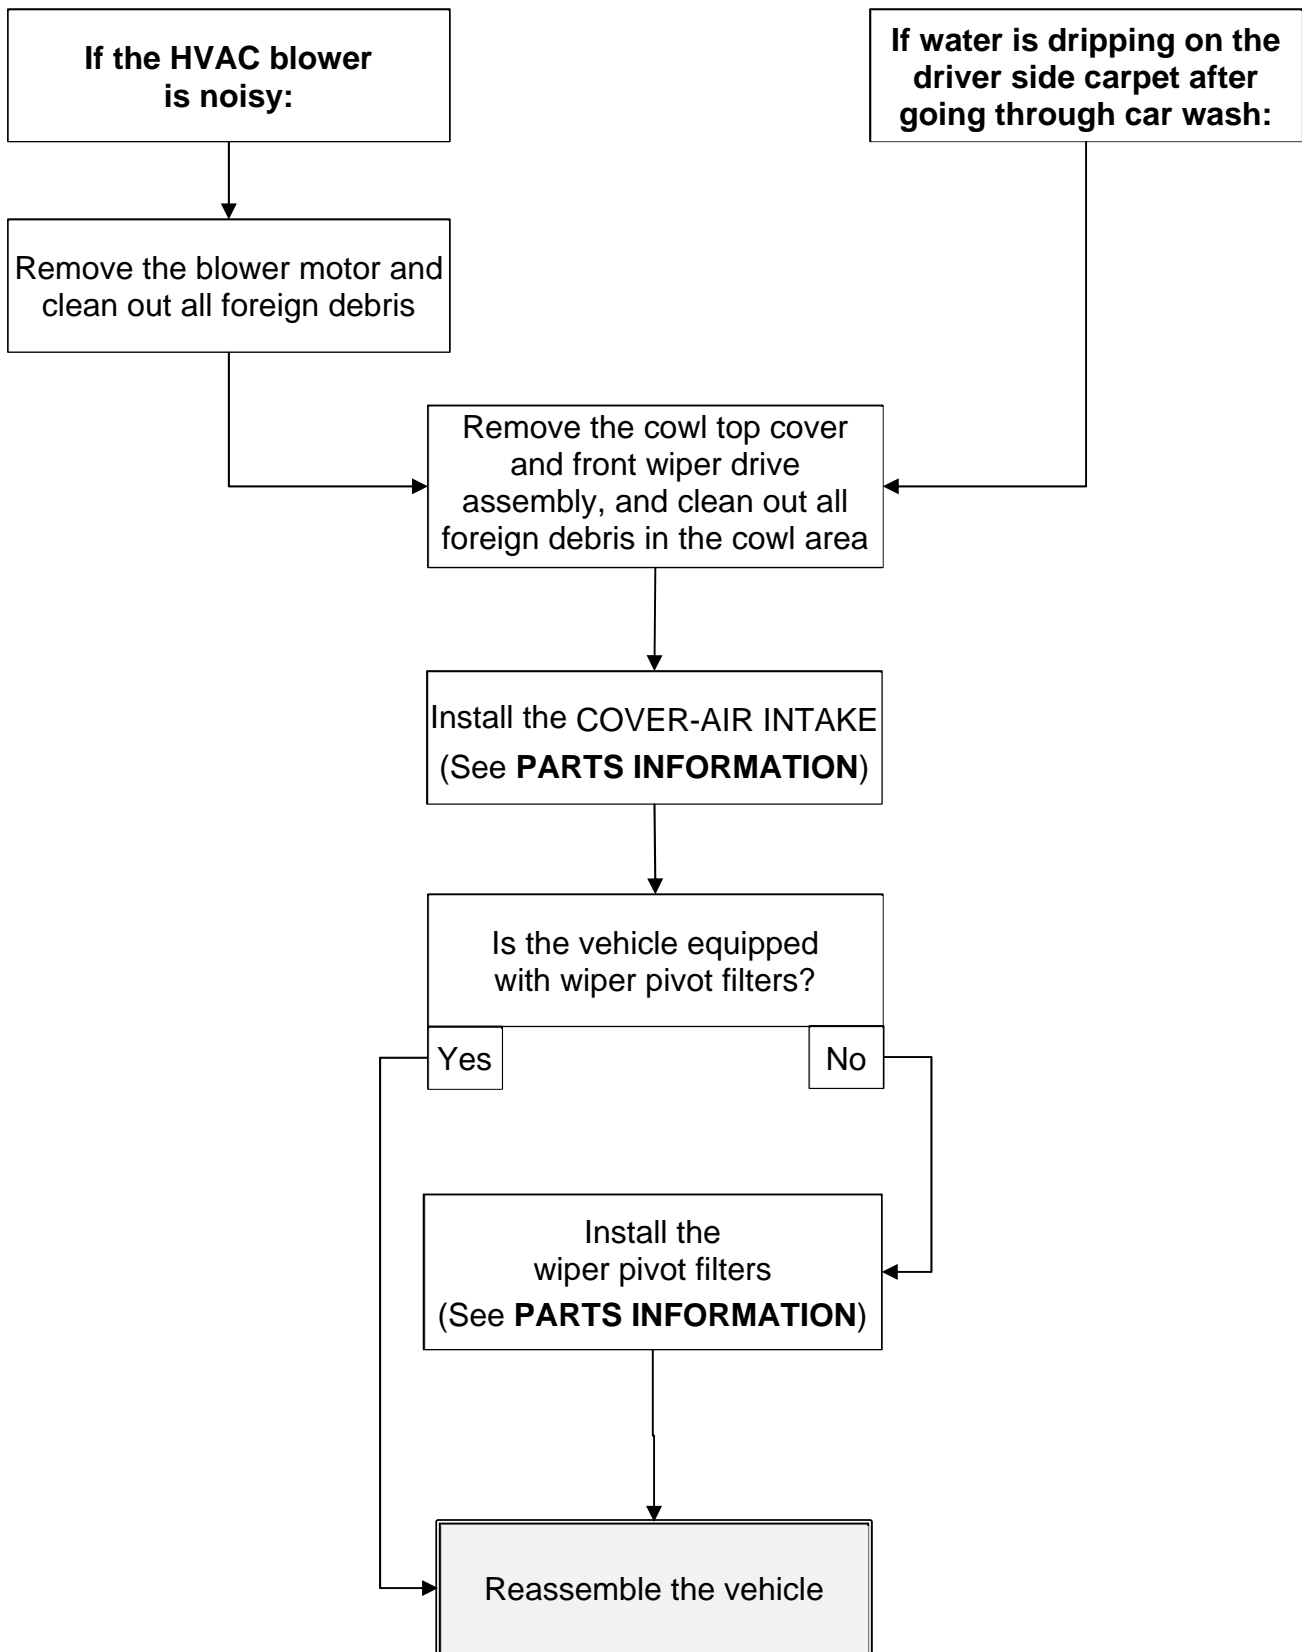 If the HVAC blower
is noisy:
If water is dripping on the
driver side carpet after
going through car wash:
Remove the blower motor and
clean out all foreign debris
Remove the cowl top cover
and front wiper drive
assembly, and clean out all
foreign debris in the cowl area
Install the COVER-AIR INTAKE
(See PARTS INFORMATION)
Is the vehicle equipped
with wiper pivot filters?
Yes
No
Install the
wiper pivot filters
(See PARTS INFORMATION)
Reassemble the vehicle